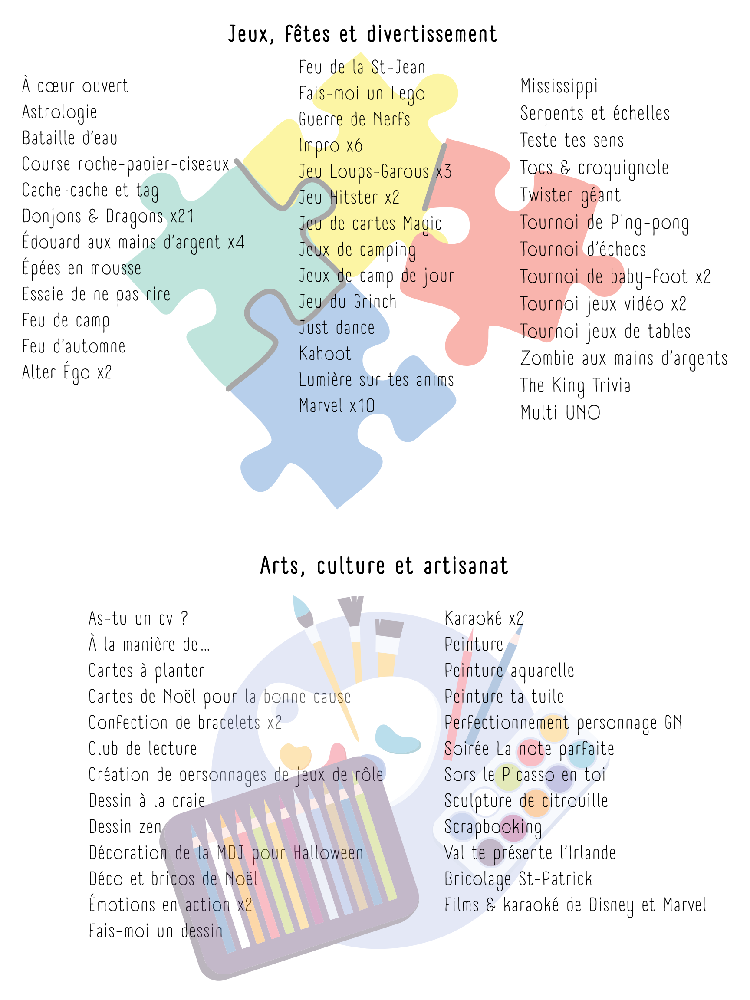 Jeux, fêtes et divertissement
À cœur ouvert
Astrologie
Bataille d'eau
Course roche-papier-ciseaux
Cache-cache et tag
Donjons & Dragons x21
Édouard aux mains d'argent x4
Épées en mousse
Essaie de ne pas rire
Feu de camp
Feu d'automne
Alter Égo x2
Feu de la St-Jean
Fais-moi un Lego
Guerre de Nerfs
Impro x6
Jeu Loups-Garous x3
Jeu Hitster x2
Jeu de cartes Magic
Jeux de camping
Jeux de camp de jour
Jeu du Grinch
Just dance
Kahoot
Lumière sur tes anims
Marvel x10
Mississippi
Serpents et échelles
Teste tes sens
Tocs & croquignole
Twister géant
Tournoi de Ping-pong
Tournoi d'échecs
Tournoi de baby-foot x2
Tournoi jeux vidéo x2
Tournoi jeux de tables
Zombie aux mains d'argents
The King Trivia
Multi UNO
Arts, culture et artisanat
As-tu un cv ?
À la manière de...
Cartes à planter
Cartes de Noël pour la bonne cause
Confection de bracelets x2
Club de lecture
Création de personnages de jeux de rôle
Dessin à la craie
Dessin zen
Décoration de la MDJ pour Halloween
Déco et bricos de Noël
Émotions en action x2
Fais-moi un dessin
Karaoké x2
Peinture
Peinture aquarelle
Peinture ta tuile
Perfectionnement personnage GN
Soirée La note parfaite
Sors le Picasso en toi
Sculpture de citrouille
Scrapbooking
Val te présente l'Irlande
Bricolage St-Patrick
Films & karaoké de Disney et Marvel